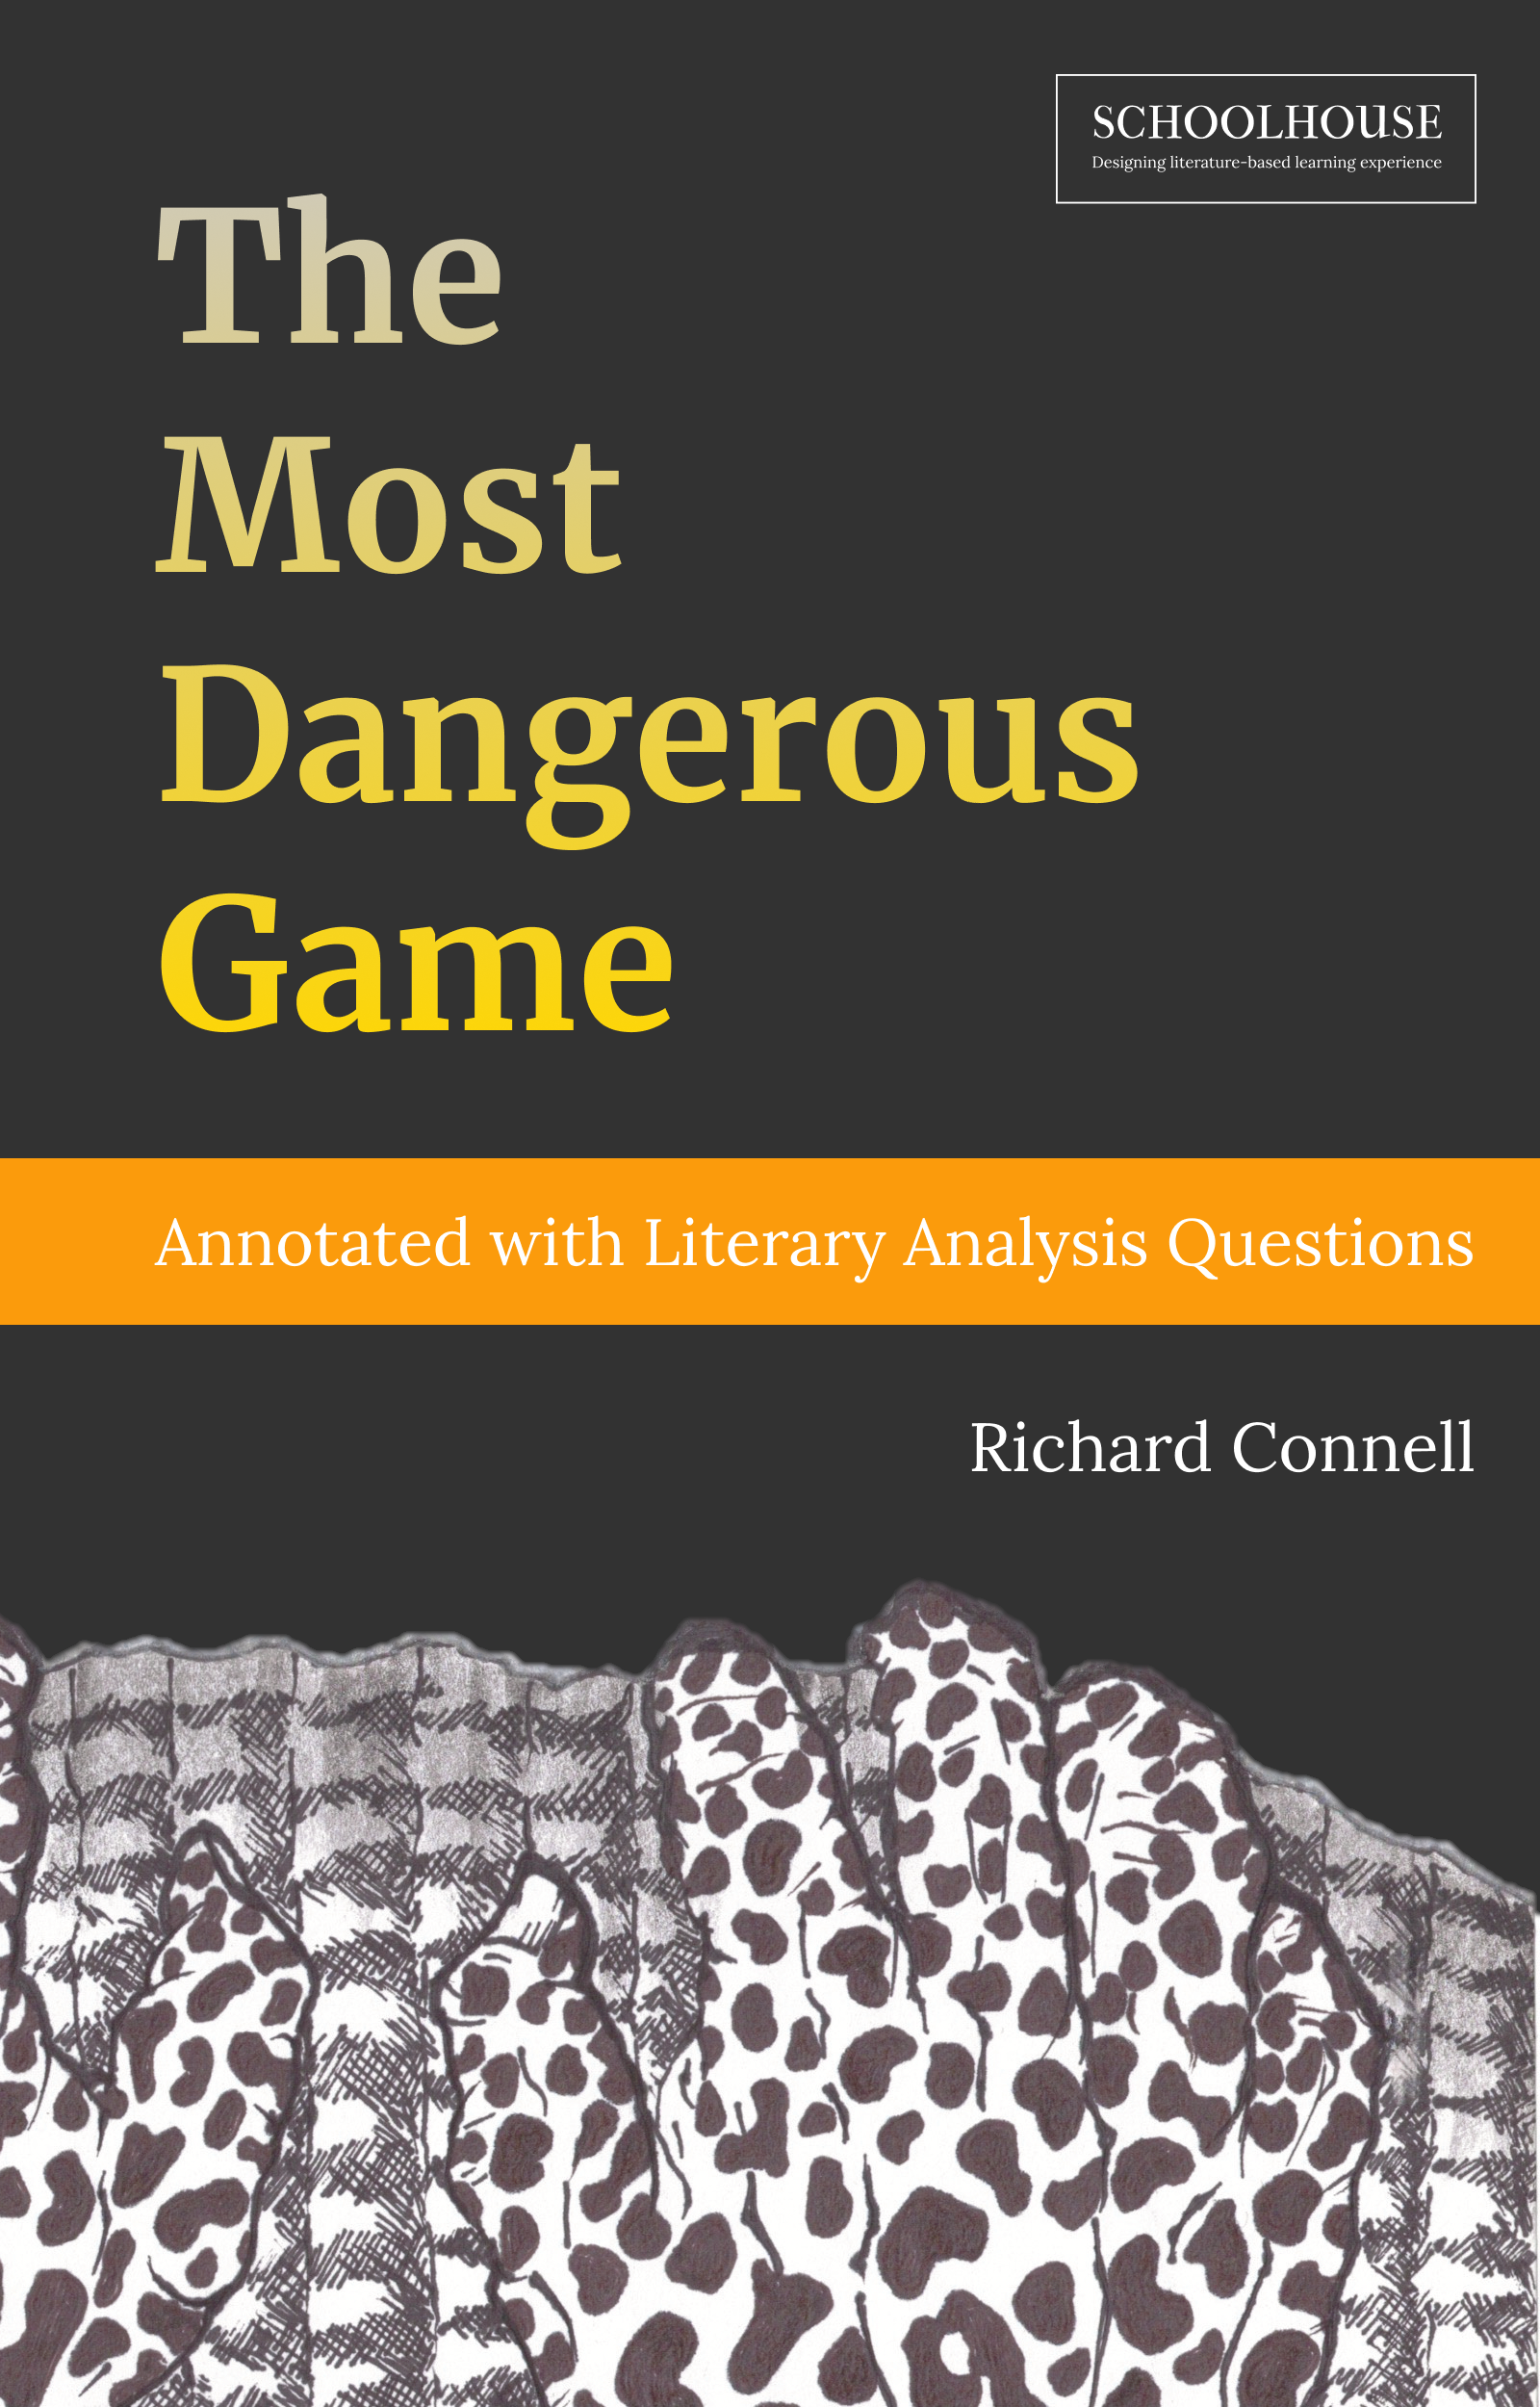 SCHOOLHOUSE
Designing literature-based learning experience
The
Most
Dangerous
Game
Annotated with Literary Analysis Questions
Richard Connell